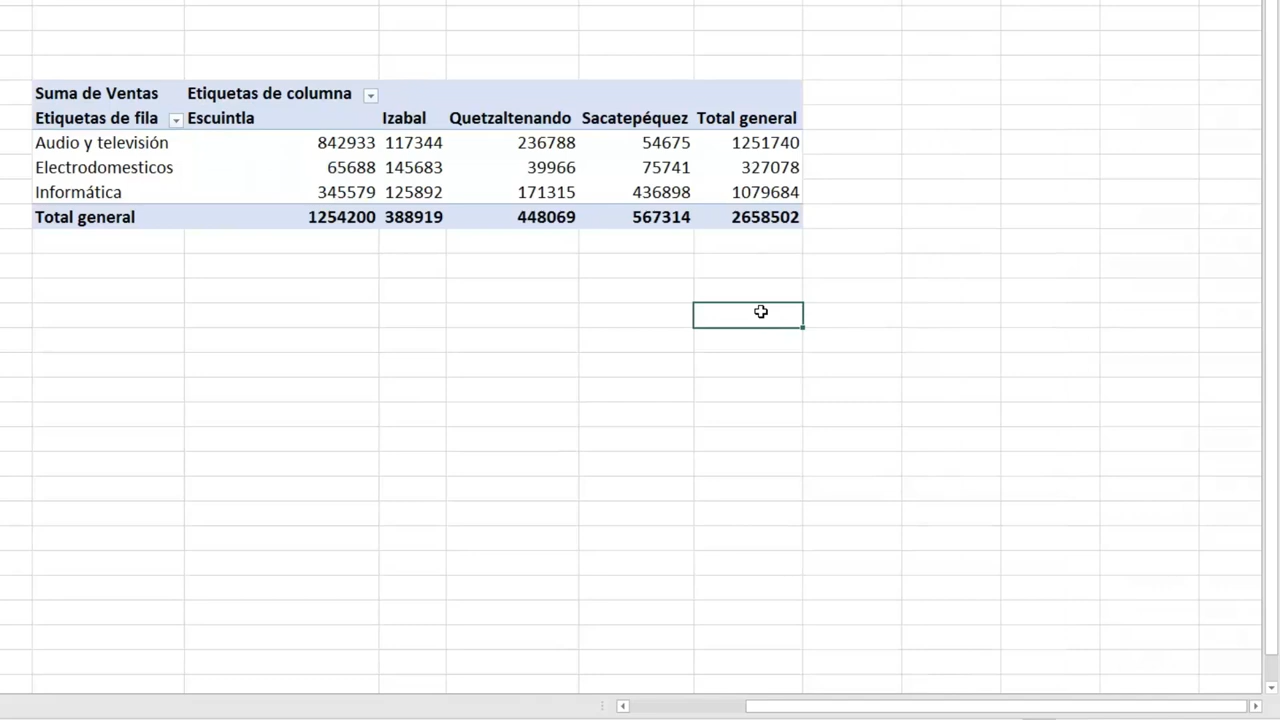 Suma de Ventas Etiquetas de columna
Etiquetas de fila Escuintla Izabal Quetzaltenando Sacatepéquez Total general
Audio y televisión 842933 117344 236788 54675 1251740
Electrodomesticos 65688 145683 39966 75741 327078
Informática 345579 125892 171315 436898 1079684
Total general 1254200 388919 448069 567314 2658502